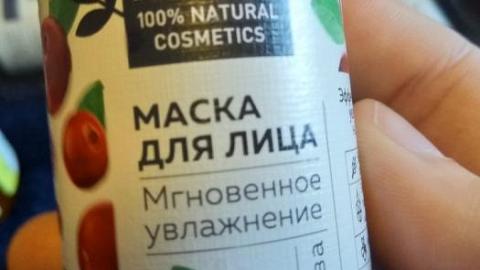 100% NATURAL
COSMETICS
МАСКА
ДЛЯ ЛИЦА
Мгновенное
увлажнение